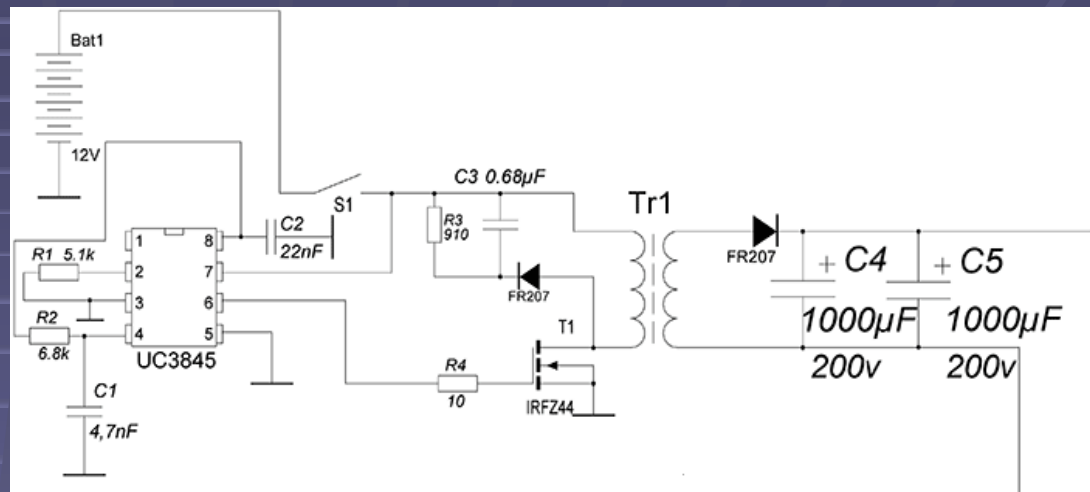 Bat1
12V
S1
C3 0.68µF
R3
910
C2
22nF
Tr1
R1 5.1k
1
8
2
7
3
6
4
5
UC3845
R2
6.8k
C1
4,7nF
FR207
T1
R4
10
IRFZ44
FR207
+ C4
1000µF
200v
+ C5
1000µF
200v